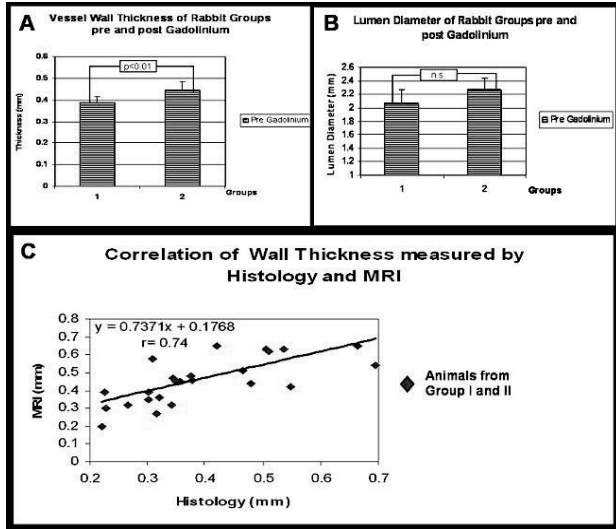 A
Vessel Wall Thickness of Rabbit Groups
pre and post Gadolinium
Thickness (mm)
0.6
0.5
0.4
0.3
0.2
0.1
0
p<0.01
1
2
Groups
Pre Gadolinium
B
Lumen Diameter of Rabbit Groups pre and
post Gadolinium
Lumen Diameter (mm)
2.6
2.4
2.2
2
1.8
1.6
1.4
1.2
1
n.s
1
2
Groups
Pre Gadolinium
C
Correlation of Wall Thickness measured by
Histology and MRI
y = 0.7371x + 0.1768
r= 0.74
MRI (mm)
0.8
0.7
0.6
0.5
0.4
0.3
0.2
0.1
0
0.2
0.3
0.4
0.5
0.6
0.7
Histology (mm)
Animals from
Group I and II